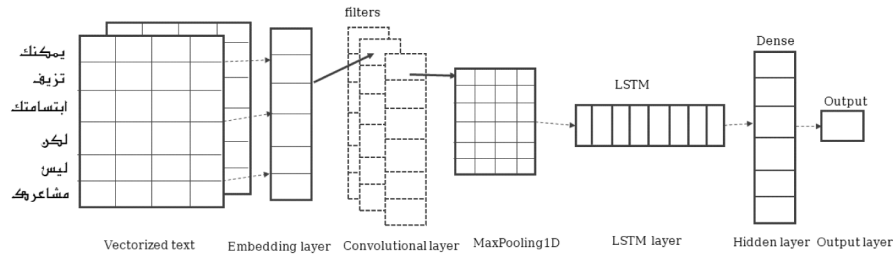 filters
يمكنك
تزيف
ابتسامتك
لكن
ليس
مشاعرك
LSTM
Dense
Output
Vectorized text
Embedding layer
Convolutional layer
MaxPooling1D
LSTM layer
Hidden layer
Output layer